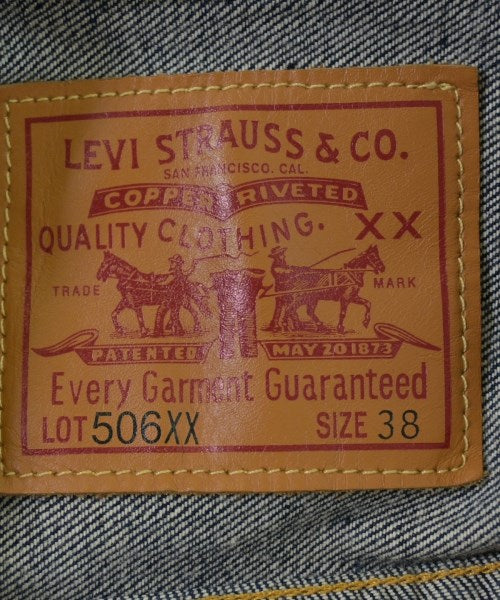 LEVI STRAUSS & CO.
SAN FRANCISCO. CAL.
COPPER RIVETED
QUALITY CLOTHING. XX
TRADE MARK
PATENTED MAY 20 1873
Every Garment Guaranteed
LOT 506XX SIZE 38